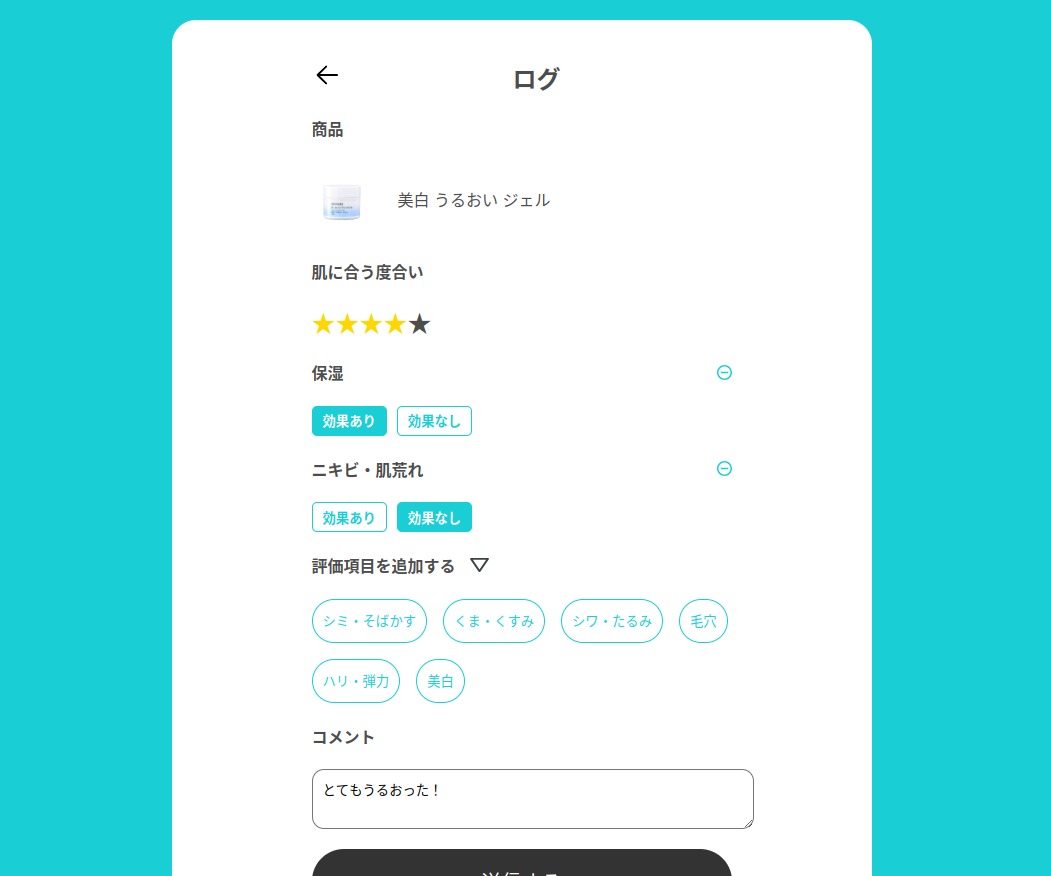 ログ
商品
美白 うるおい ジェル
肌に合う度合い
★★★★★
保湿
効果あり 効果なし
ニキビ・肌荒れ
効果あり 効果なし
評価項目を追加する
シミ・そばかす くま・くすみ シワ・たるみ 毛穴
ハリ・弾力 美白
コメント
とてもうるおった！